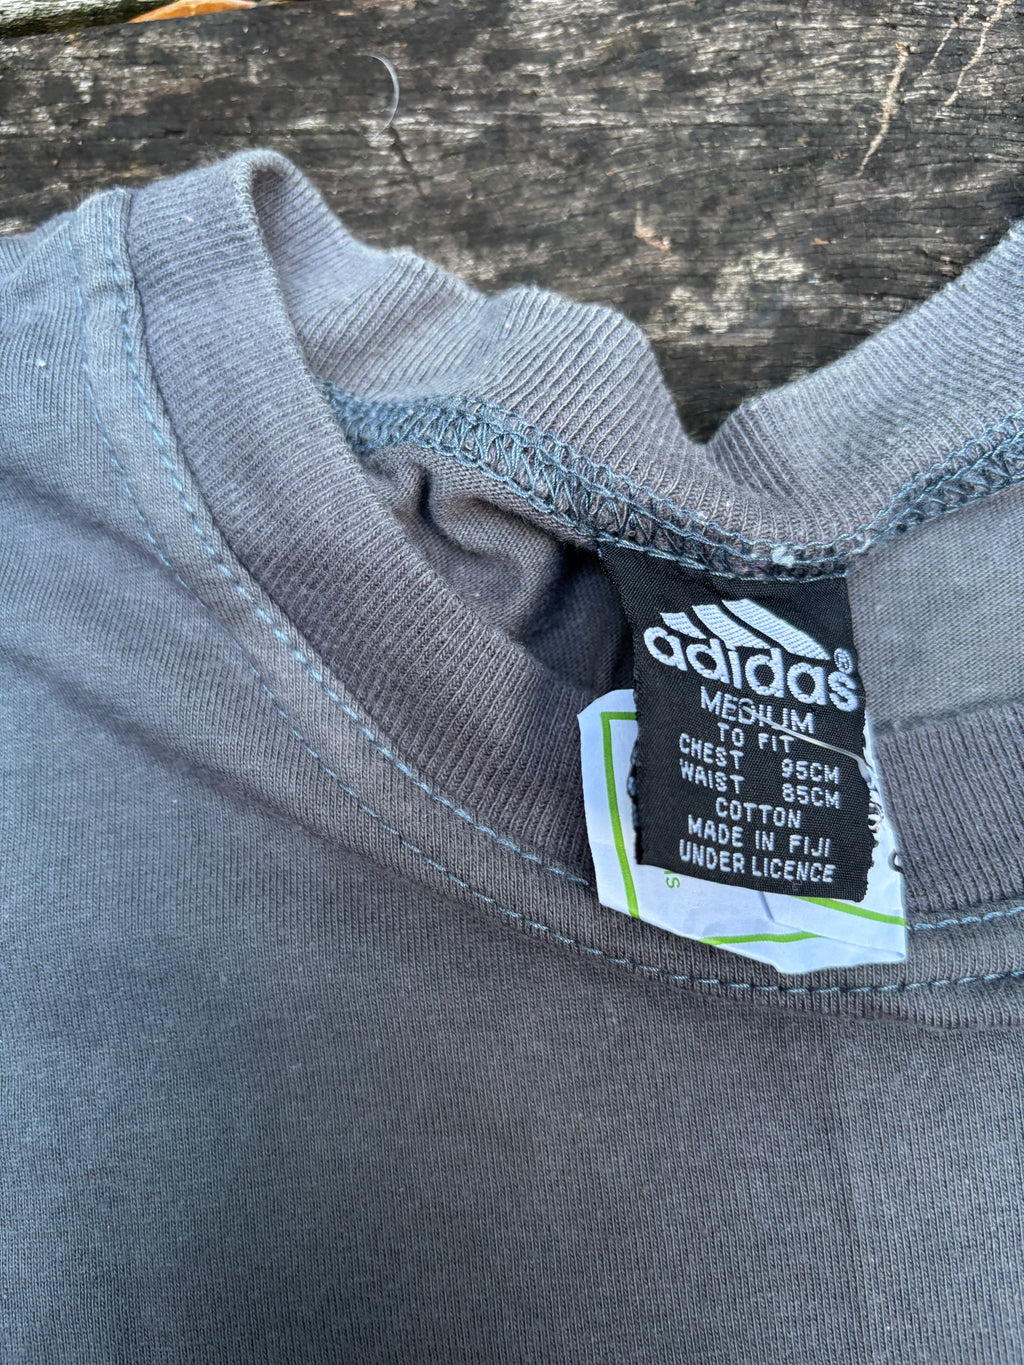 adidas®
MEDIUM
TO FIT
CHEST 95CM
WAIST 85CM
COTTON
MADE IN FIJI
UNDER LICENCE